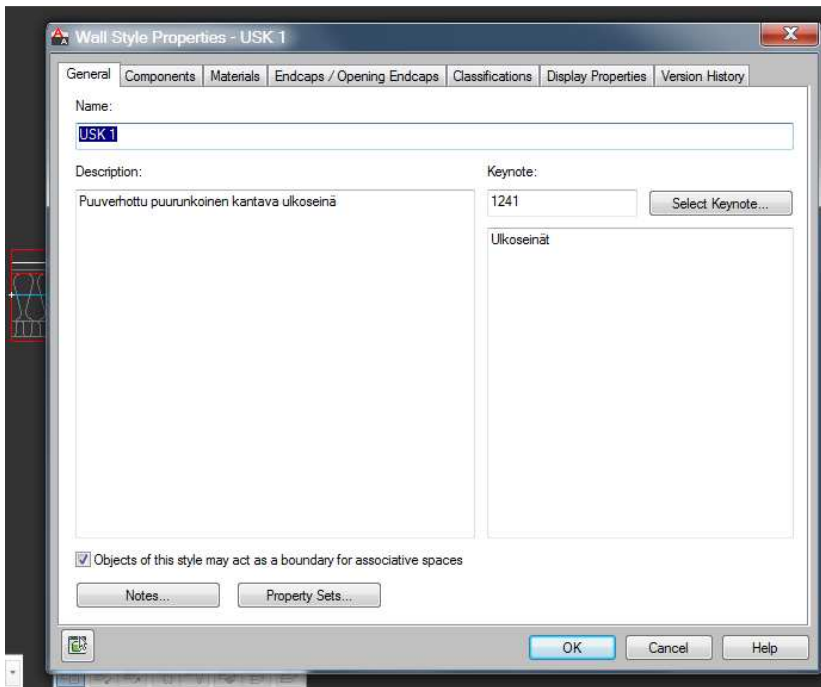 Wall Style Properties - USK 1
General Components Materials Endcaps / Opening Endcaps Classifications Display Properties Version History
Name:
USK 1
Description:
Keynote:
Puuverhottu puurunkoinen kantava ulkoseinä
1241
Select Keynote...
Ulkoseinät
Objects of this style may act as a boundary for associative spaces
Notes...
Property Sets...
OK
Cancel
Help